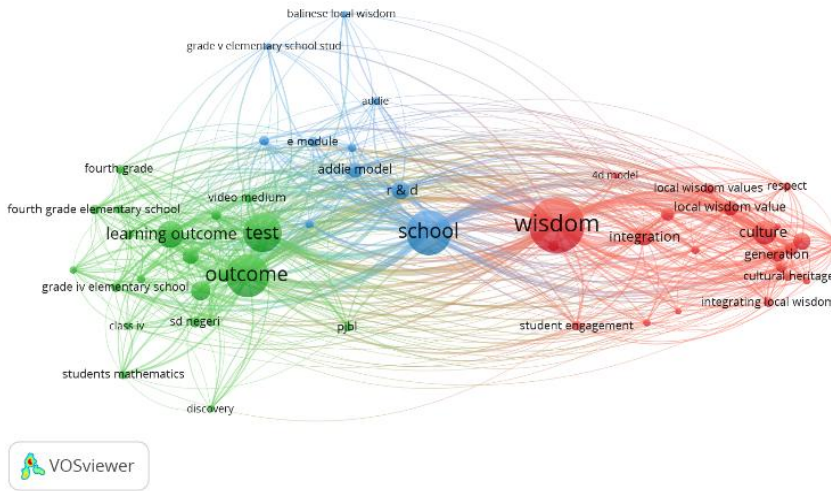 balinese local wisdom
grade v elementary school stud
addie
e module
addie model
fourth grade
4d model
r & d
video medium
local wisdom values
respect
fourth grade elementary school
local wisdom value
learning outcome
test
school
wisdom
integration
culture
generation
outcome
cultural heritage
grade iv elementary school
integrating local wisdom
class iv
sd negeri
pjbl
student engagement
students mathematics
discovery
VOSviewer